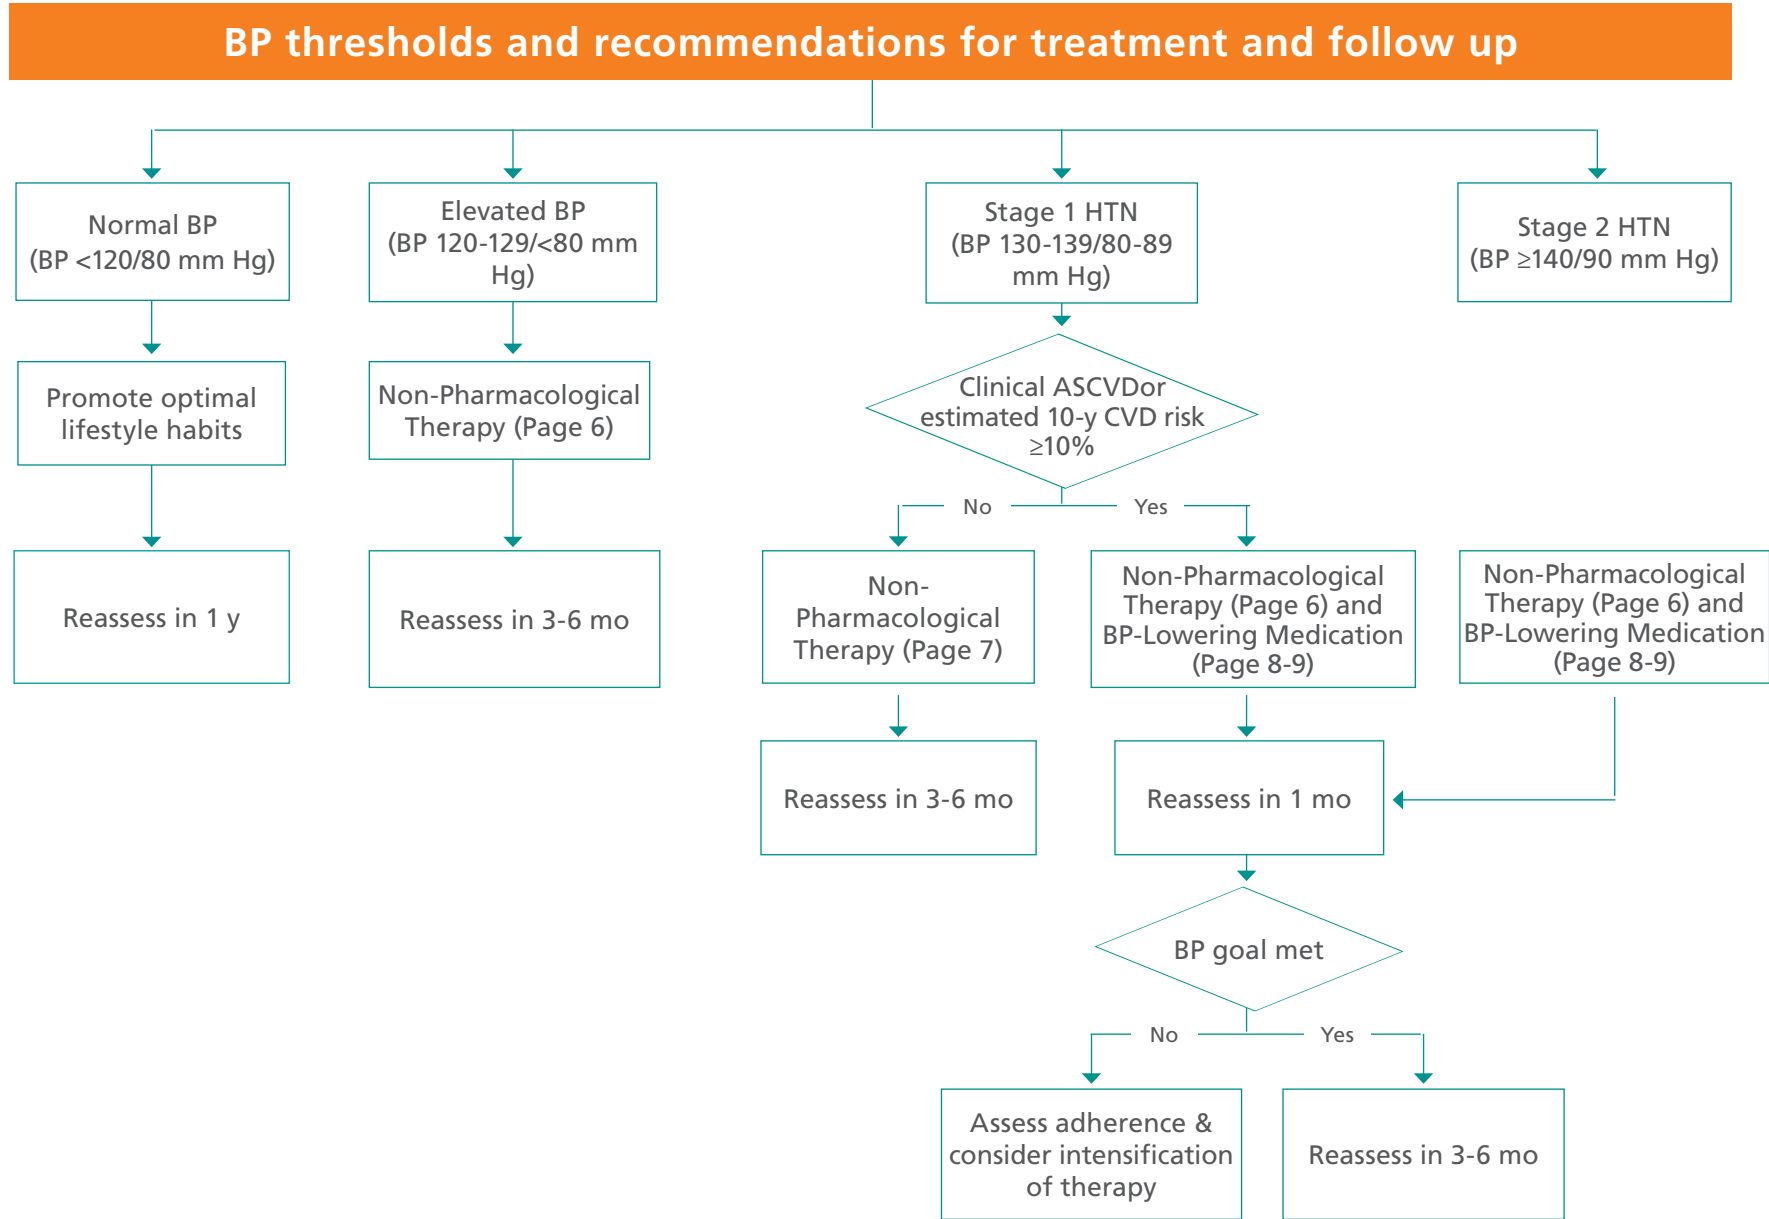 BP thresholds and recommendations for treatment and follow up
Normal BP
(BP <120/80 mm Hg)
Elevated BP
(BP 120-129/<80 mm
Hg)
Stage 1 HTN
(BP 130-139/80-89
mm Hg)
Stage 2 HTN
(BP ≥140/90 mm Hg)
Promote optimal
lifestyle habits
Non-Pharmacological
Therapy (Page 6)
Clinical ASCVDor
estimated 10-y CVD risk
≥10%
No
Yes
Reassess in 1 y
Reassess in 3-6 mo
Non-
Pharmacological
Therapy (Page 7)
Non-Pharmacological
Therapy (Page 6) and
BP-Lowering Medication
(Page 8-9)
Non-Pharmacological
Therapy (Page 6) and
BP-Lowering Medication
(Page 8-9)
Reassess in 3-6 mo
Reassess in 1 mo
BP goal met
No
Yes
Assess adherence &
consider intensification
of therapy
Reassess in 3-6 mo